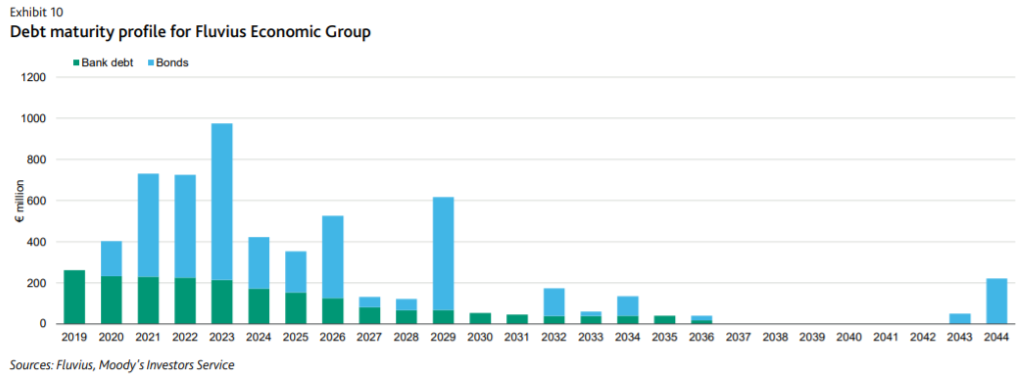 Exhibit 10
Debt maturity profile for Fluvius Economic Group
Bank debt Bonds
1200
1000
800
600
400
200
0
€ million
2019 2020 2021 2022 2023 2024 2025 2026 2027 2028 2029 2030 2031 2032 2033 2034 2035 2036 2037 2038 2039 2040 2041 2042 2043 2044
Sources: Fluvius, Moody's Investors Service